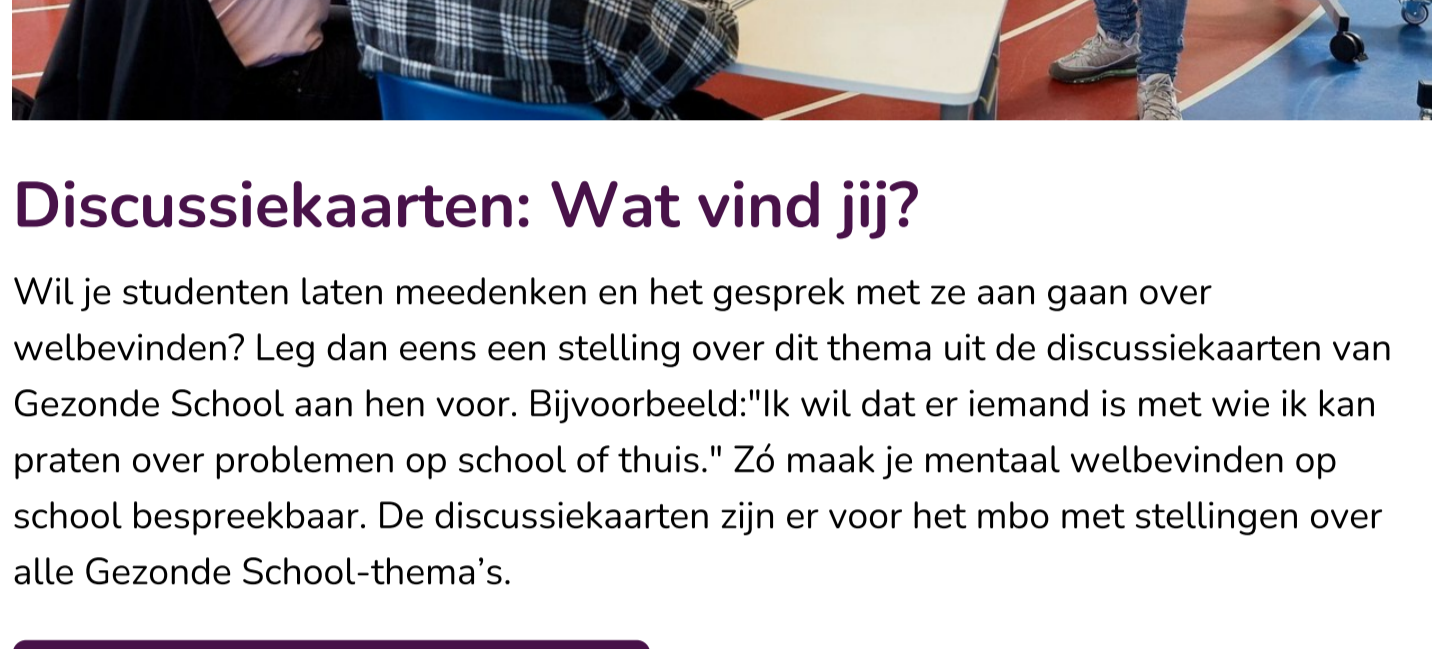 Discussiekaarten: Wat vind jij?
Wil je studenten laten meedenken en het gesprek met ze aan gaan over
welbevinden? Leg dan eens een stelling over dit thema uit de discussiekaarten van
Gezonde School aan hen voor. Bijvoorbeeld:"Ik wil dat er iemand is met wie ik kan
praten over problemen op school of thuis." Zó maak je mentaal welbevinden op
school bespreekbaar. De discussiekaarten zijn er voor het mbo met stellingen over
alle Gezonde School-thema’s.